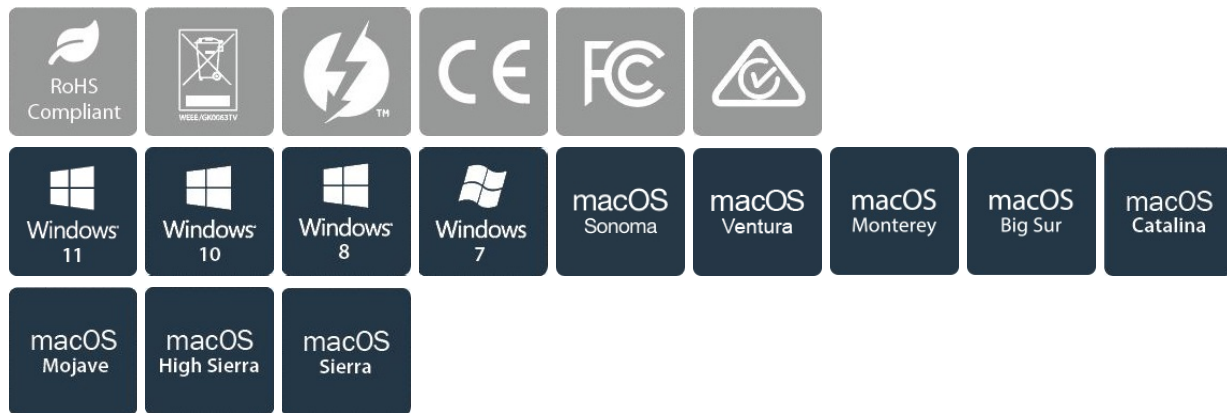 RoHS
Compliant
WEEE/GK0063TV
TM
CE
FC
Windows
11
Windows
10
Windows
8
Windows
7
macOS
Sonoma
macOS
Ventura
macOS
Monterey
macOS
Big Sur
macOS
Catalina
macOS
Mojave
macOS
High Sierra
macOS
Sierra